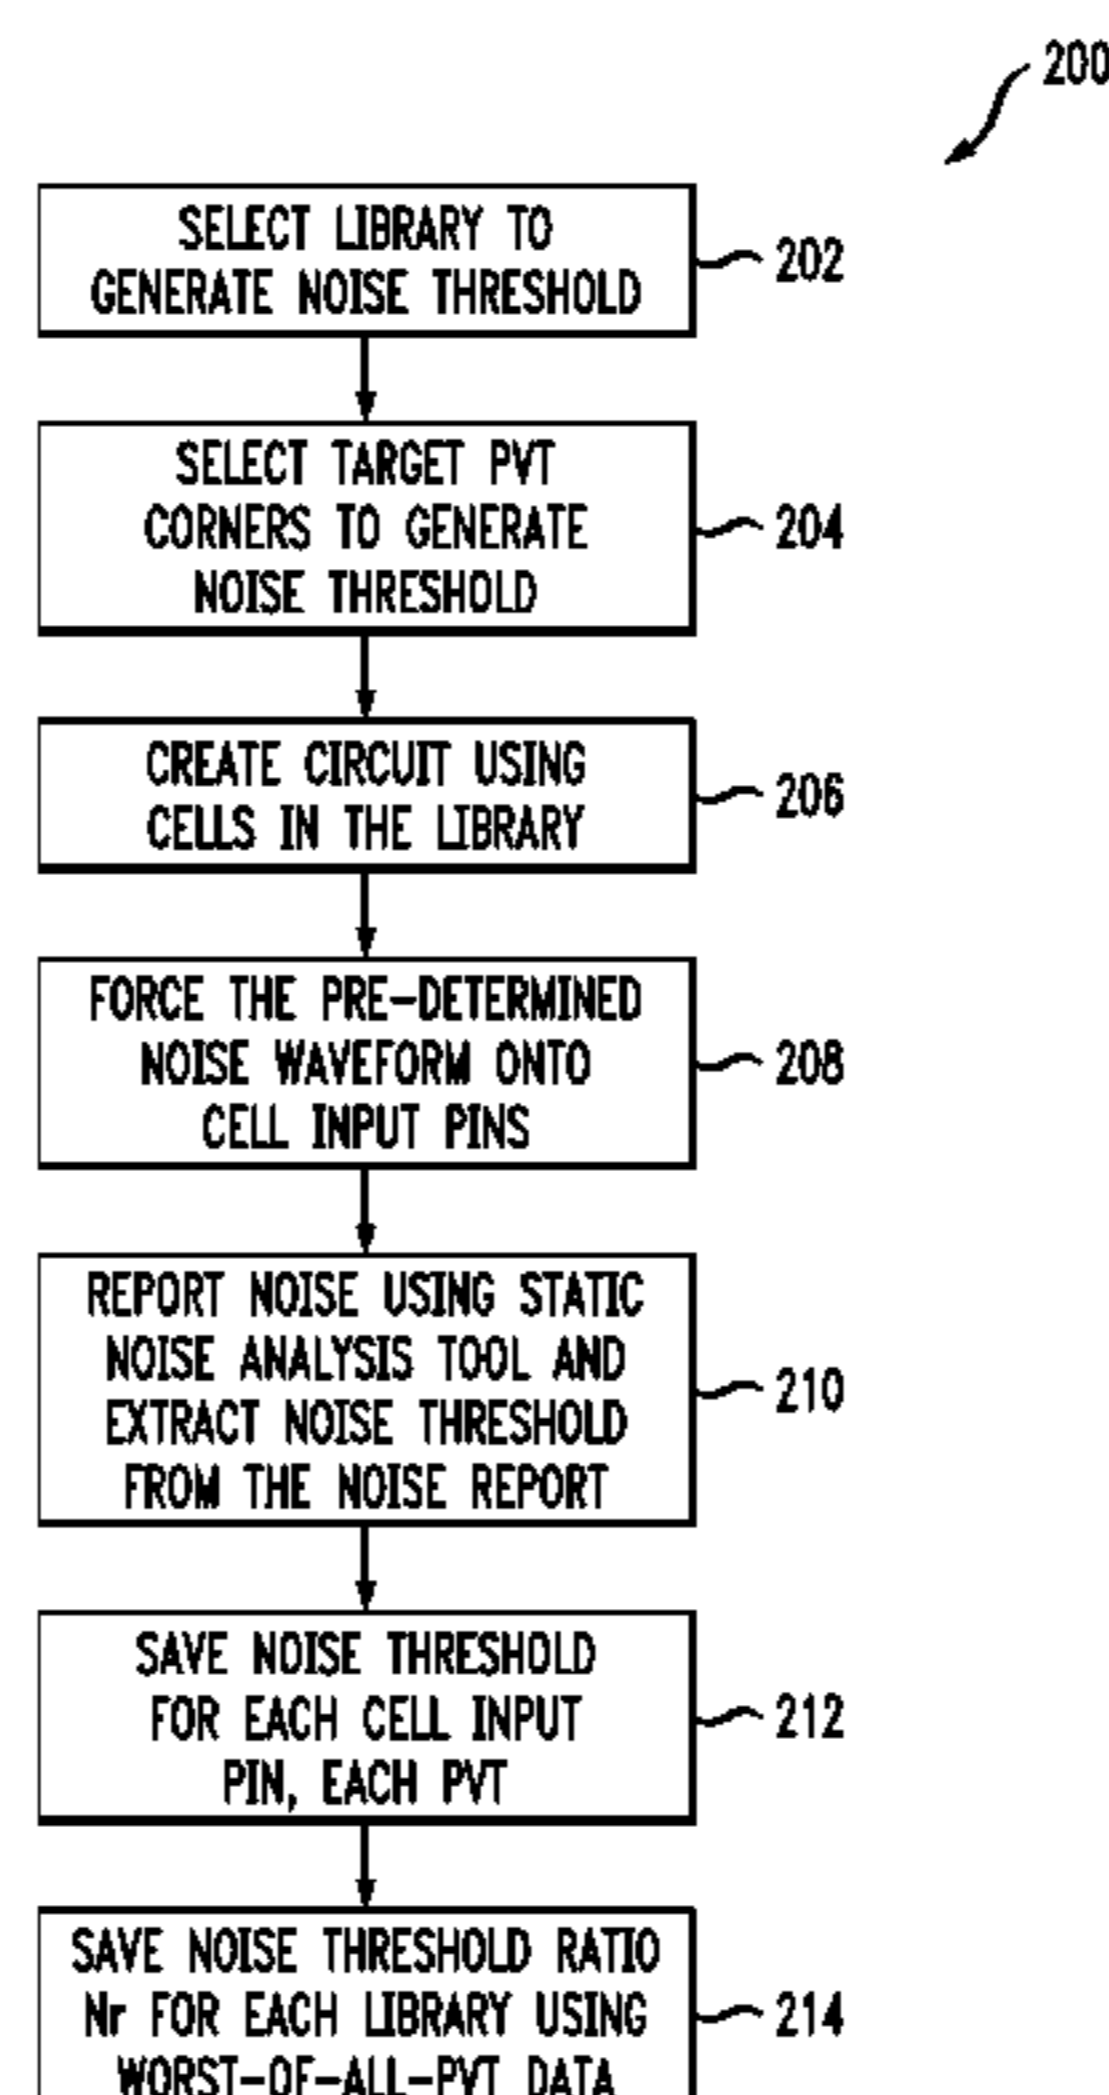 200
SELECT LIBRARY TO
GENERATE NOISE THRESHOLD
202
SELECT TARGET PVT
CORNERS TO GENERATE
NOISE THRESHOLD
204
CREATE CIRCUIT USING
CELLS IN THE LIBRARY
206
FORCE THE PRE-DETERMINED
NOISE WAVEFORM ONTO
CELL INPUT PINS
208
REPORT NOISE USING STATIC
NOISE ANALYSIS TOOL AND
EXTRACT NOISE THRESHOLD
FROM THE NOISE REPORT
210
SAVE NOISE THRESHOLD
FOR EACH CELL INPUT
PIN, EACH PVT
212
SAVE NOISE THRESHOLD RATIO
Nr FOR EACH LIBRARY USING
WORST-OF-ALL-PVT DATA
214